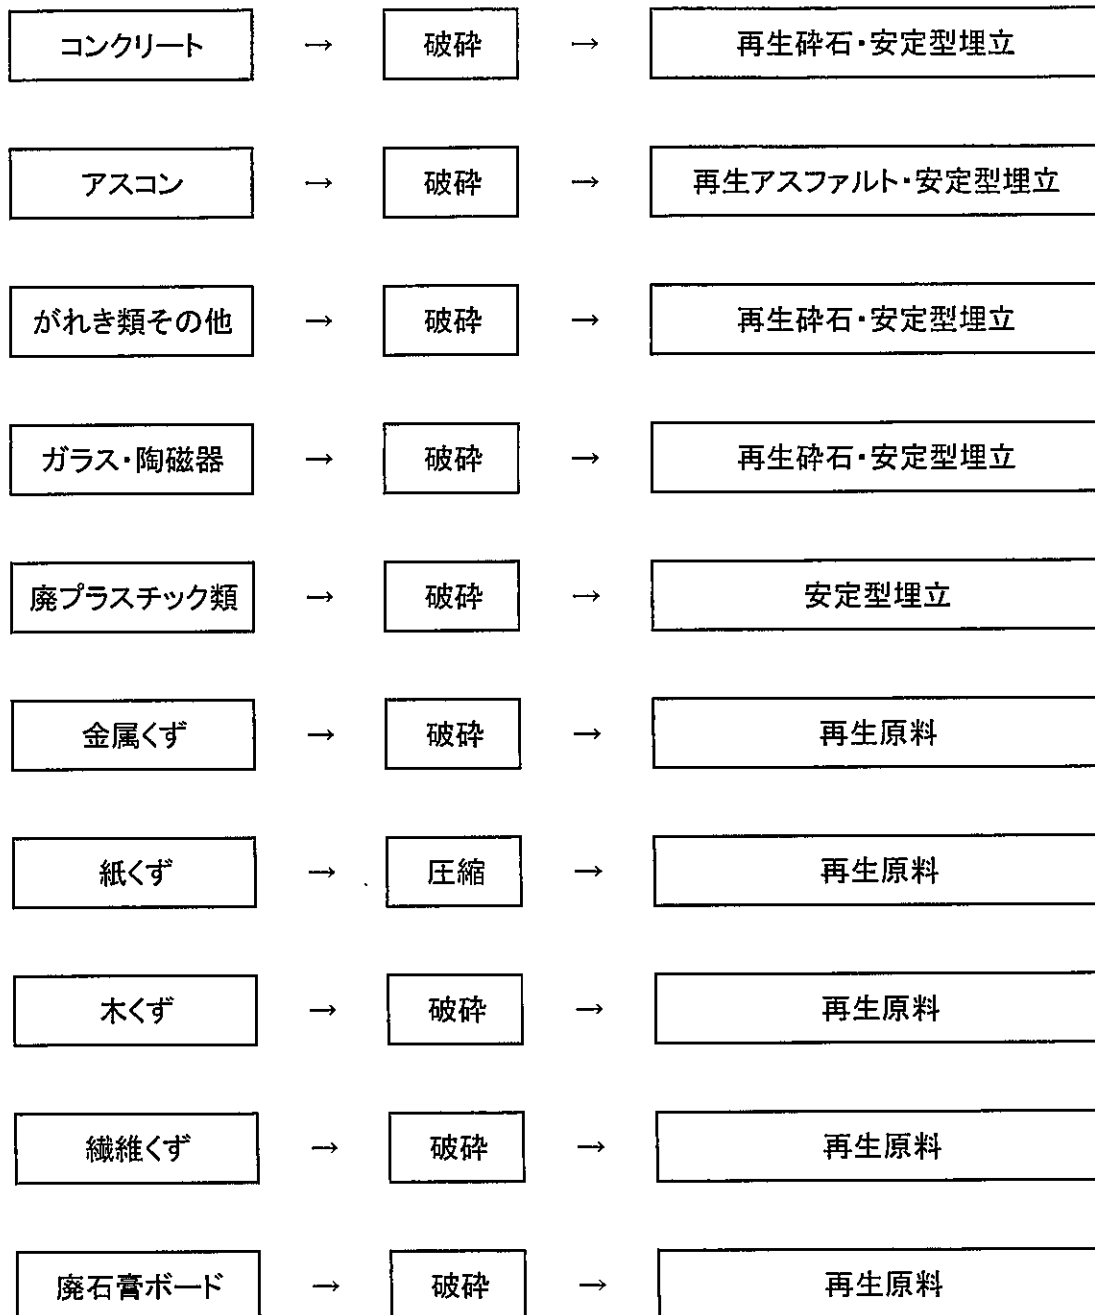 コンクリート → 破砕 → 再生砕石・安定型埋立
アスコン → 破砕 → 再生アスファルト・安定型埋立
がれき類その他 → 破砕 → 再生砕石・安定型埋立
ガラス・陶磁器 → 破砕 → 再生砕石・安定型埋立
廃プラスチック類 → 破砕 → 安定型埋立
金属くず → 破砕 → 再生原料
紙くず → 圧縮 → 再生原料
木くず → 破砕 → 再生原料
繊維くず → 破砕 → 再生原料
廃石膏ボード → 破砕 → 再生原料